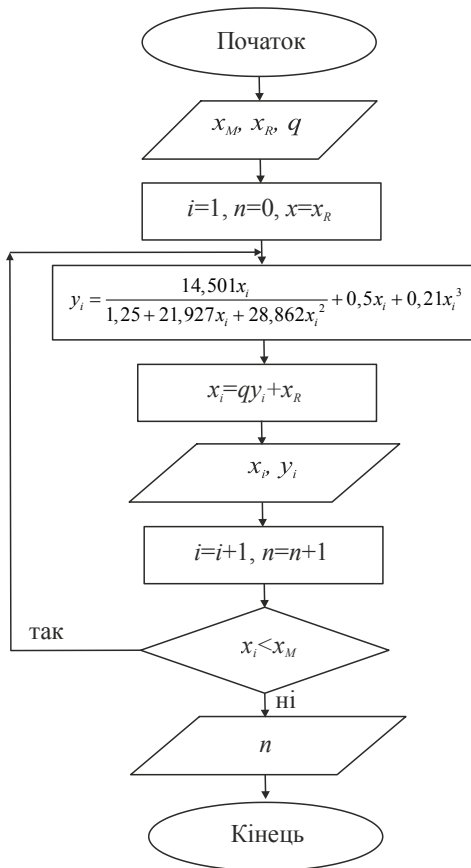 Початок
x_M, x_R, q
i=1, n=0, x=x_R
y_i = 14,501x_i / 1,25 + 21,927x_i + 28,862x_i^2 + 0,5x_i + 0,21x_i^3
x_i=qy_i+x_R
x_i, y_i
i=i+1, n=n+1
так
x_i<x_M
ні
n
Кінець